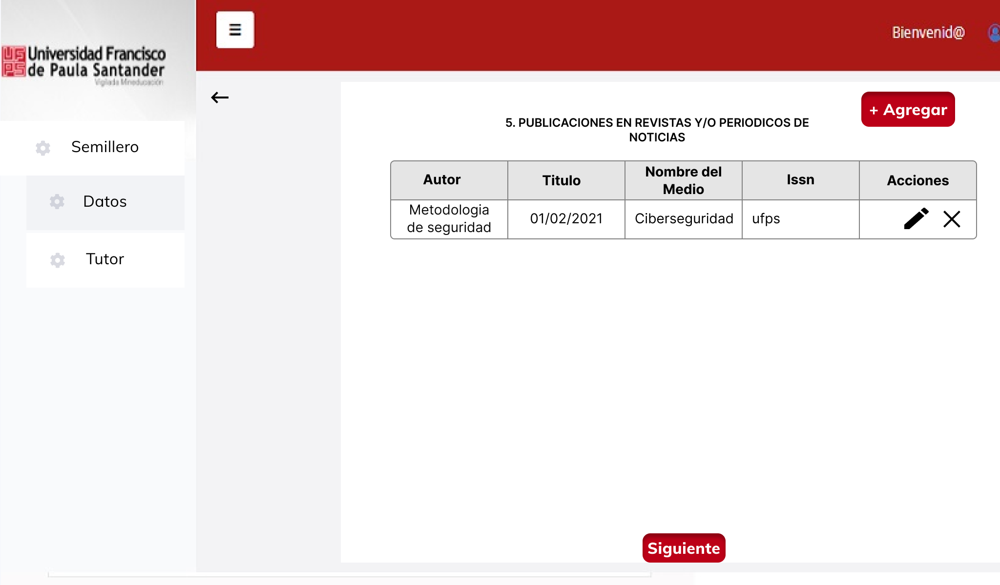 Universidad Francisco
de Paula Santander
Vigilada Mineducación
Bienvenid@
Semillero
Datos
Tutor
+ Agregar
5. PUBLICACIONES EN REVISTAS Y/O PERIODICOS DE
NOTICIAS
Autor Titulo Nombre del Medio Issn Acciones
Metodologia de seguridad 01/02/2021 Ciberseguridad ufps
Siguiente